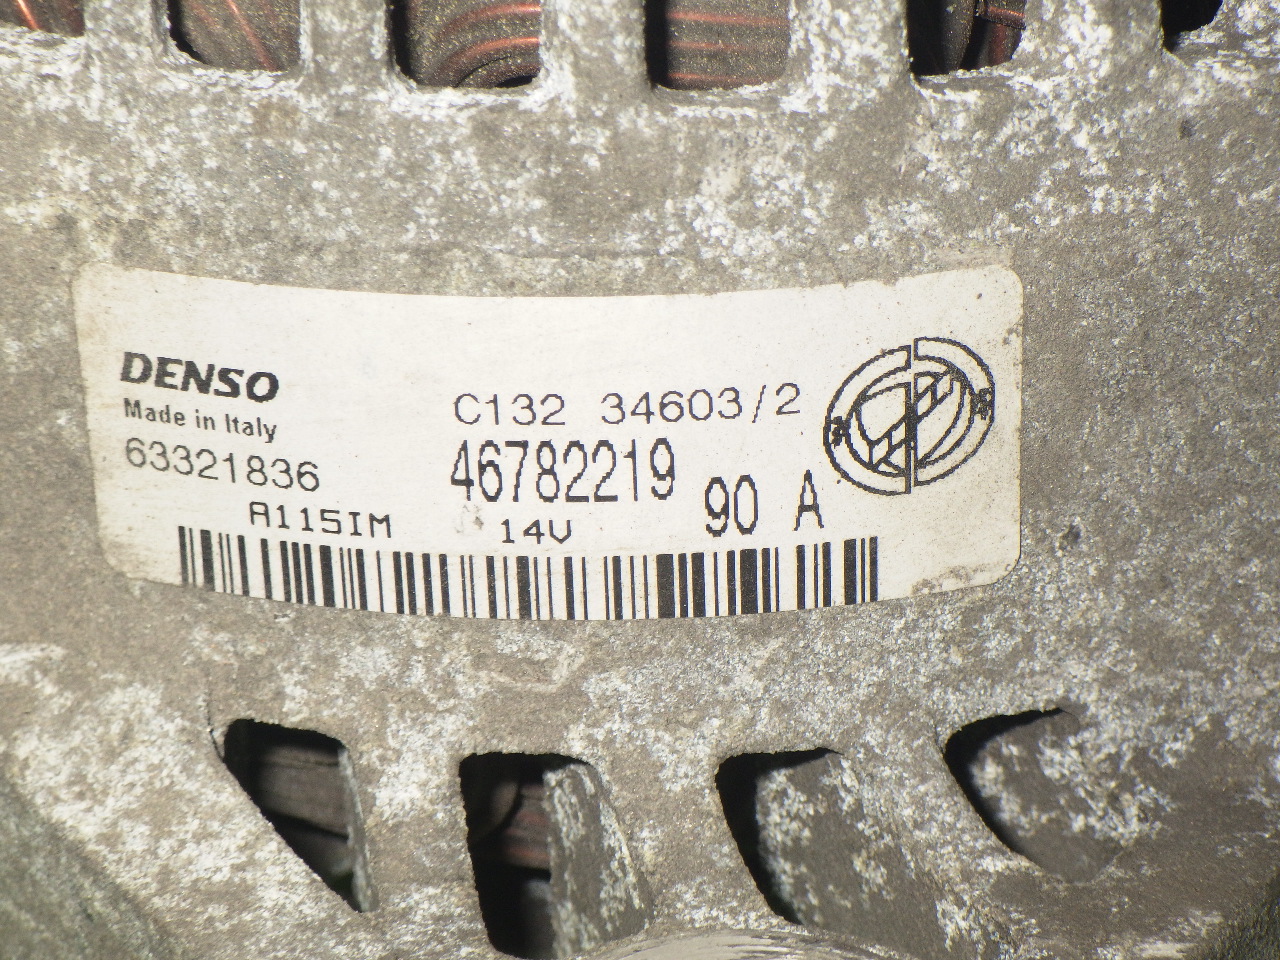 DENSO
Made in Italy
63321836
C132 34603/2
46782219
90 A
A115IM
14V